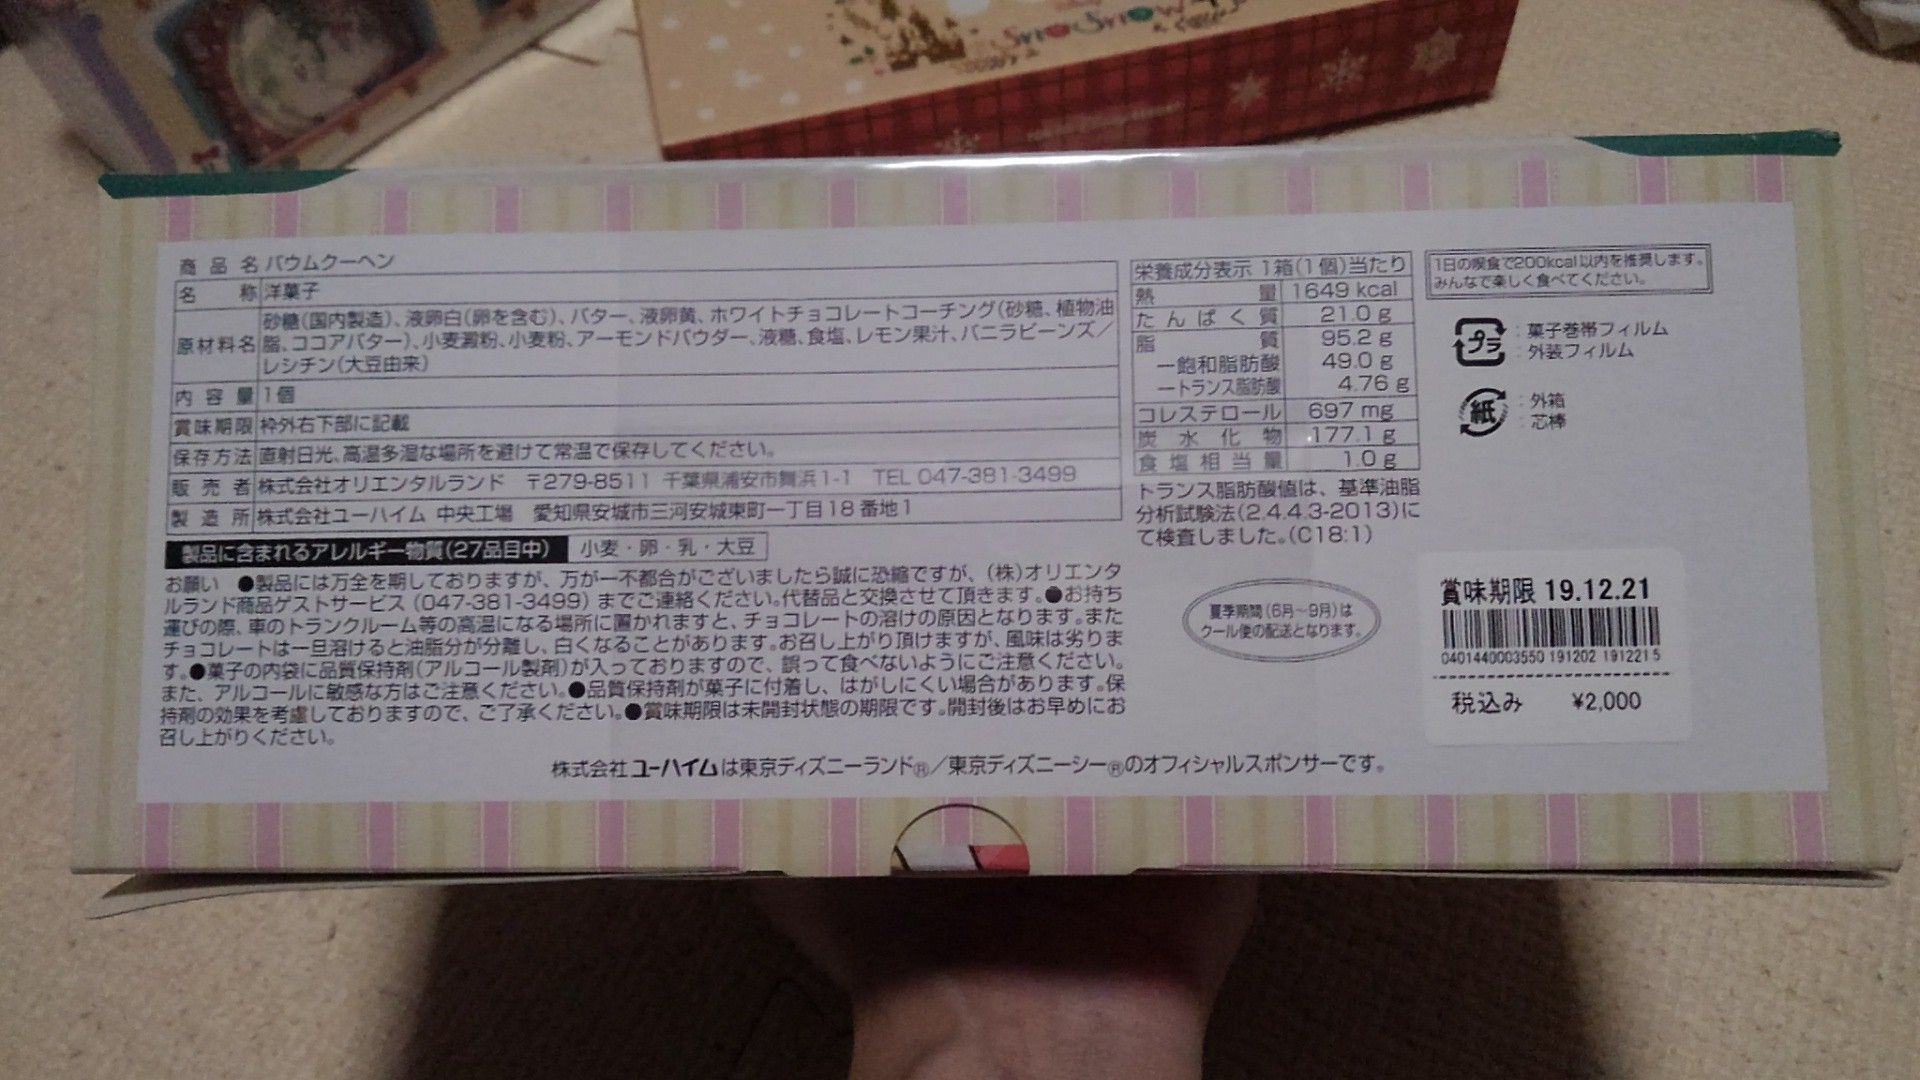 商品名 バウムクーヘン
名称 洋菓子
原材料名 砂糖(国内製造)、液卵白(卵を含む)、バター、液卵黄、ホワイトチョコレートコーチング(砂糖、植物油
脂、ココアバター)、小麦澱粉、小麦粉、アーモンドパウダー、液糖、食塩、レモン果汁、バニラビーンズ／
レシチン(大豆由来)
内容量 1個
賞味期限 枠外右下部に記載
保存方法 直射日光、高温多湿な場所を避けて常温で保存してください。
販売者 株式会社オリエンタルランド 〒279-8511 千葉県浦安市舞浜1-1 TEL 047-381-3499
製造所 株式会社ユーハイム 中央工場 愛知県安城市三河安城東町一丁目18番地1
製品に含まれるアレルギー物質(27品目中) 小麦・卵・乳・大豆
お願い ●製品には万全を期しておりますが、万が一不都合がございましたら誠に恐縮ですが、(株)オリエンタ
ルランド商品ゲストサービス (047-381-3499) までご連絡ください。代替品と交換させて頂きます。●お持ち
運びの際、車のトランクルーム等の高温になる場所に置かれますと、チョコレートの溶けの原因となります。また
チョコレートは一旦溶けると油脂分が分離し、白くなることがあります。お召し上がり頂けますが、風味は劣りま
す。●菓子の内袋に品質保持剤(アルコール製剤)が入っておりますので、誤って食べないようにご注意ください。
また、アルコールに敏感な方はご注意ください。●品質保持剤が菓子に付着し、はがしにくい場合があります。保
持剤の効果を考慮しておりますので、ご了承ください。●賞味期限は未開封状態の期限です。開封後はお早めにお
召し上がりください。
栄養成分表示 1箱(1個)当たり
熱量 1649 kcal
たんぱく質 21.0 g
脂質 95.2 g
－飽和脂肪酸 49.0 g
－トランス脂肪酸 4.76 g
コレステロール 697 mg
炭水化物 177.1 g
食塩相当量 1.0 g
トランス脂肪酸値は、基準油脂
分析試験法(2.4.4.3-2013)に
て検査しました。(C18:1)
1日の喫食で200kcal以内を推奨します。
みんなで楽しく食べてください。
プラ : 菓子巻帯フィルム
: 外装フィルム
紙 : 外箱
: 芯棒
夏季期間(6月～9月)は
クール便の配送となります。
賞味期限 19.12.21
0401440003550 191202 1912215
税込み ¥2,000
株式会社ユーハイムは東京ディズニーランド®／東京ディズニーシー®のオフィシャルスポンサーです。